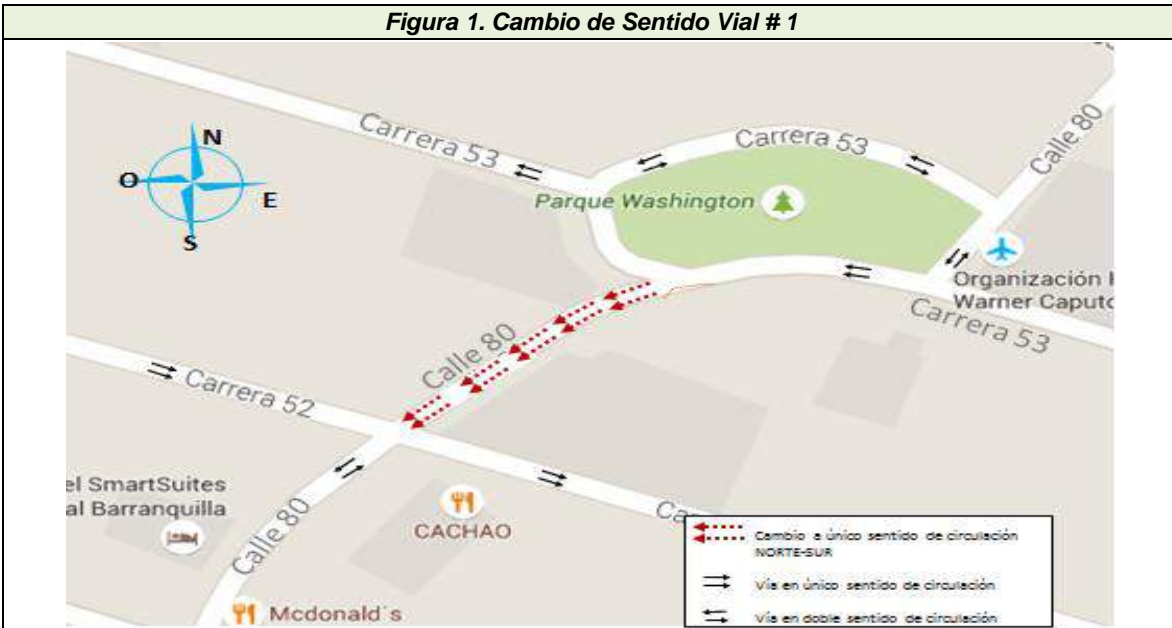 Figura 1. Cambio de Sentido Vial # 1
N
O
E
S
Carrera 53
Carrera 53
Calle 80
Parque Washington
Organización
Warner Caputo
Carrera 53
Calle 80
Carrera 52
el SmartSuites
al Barranquilla
CACHAO
Calle 80
Mcdonald´s
Ca
Cambio a único sentido de circulación
NORTE-SUR
Vía en único sentido de circulación
Vía en doble sentido de circulación